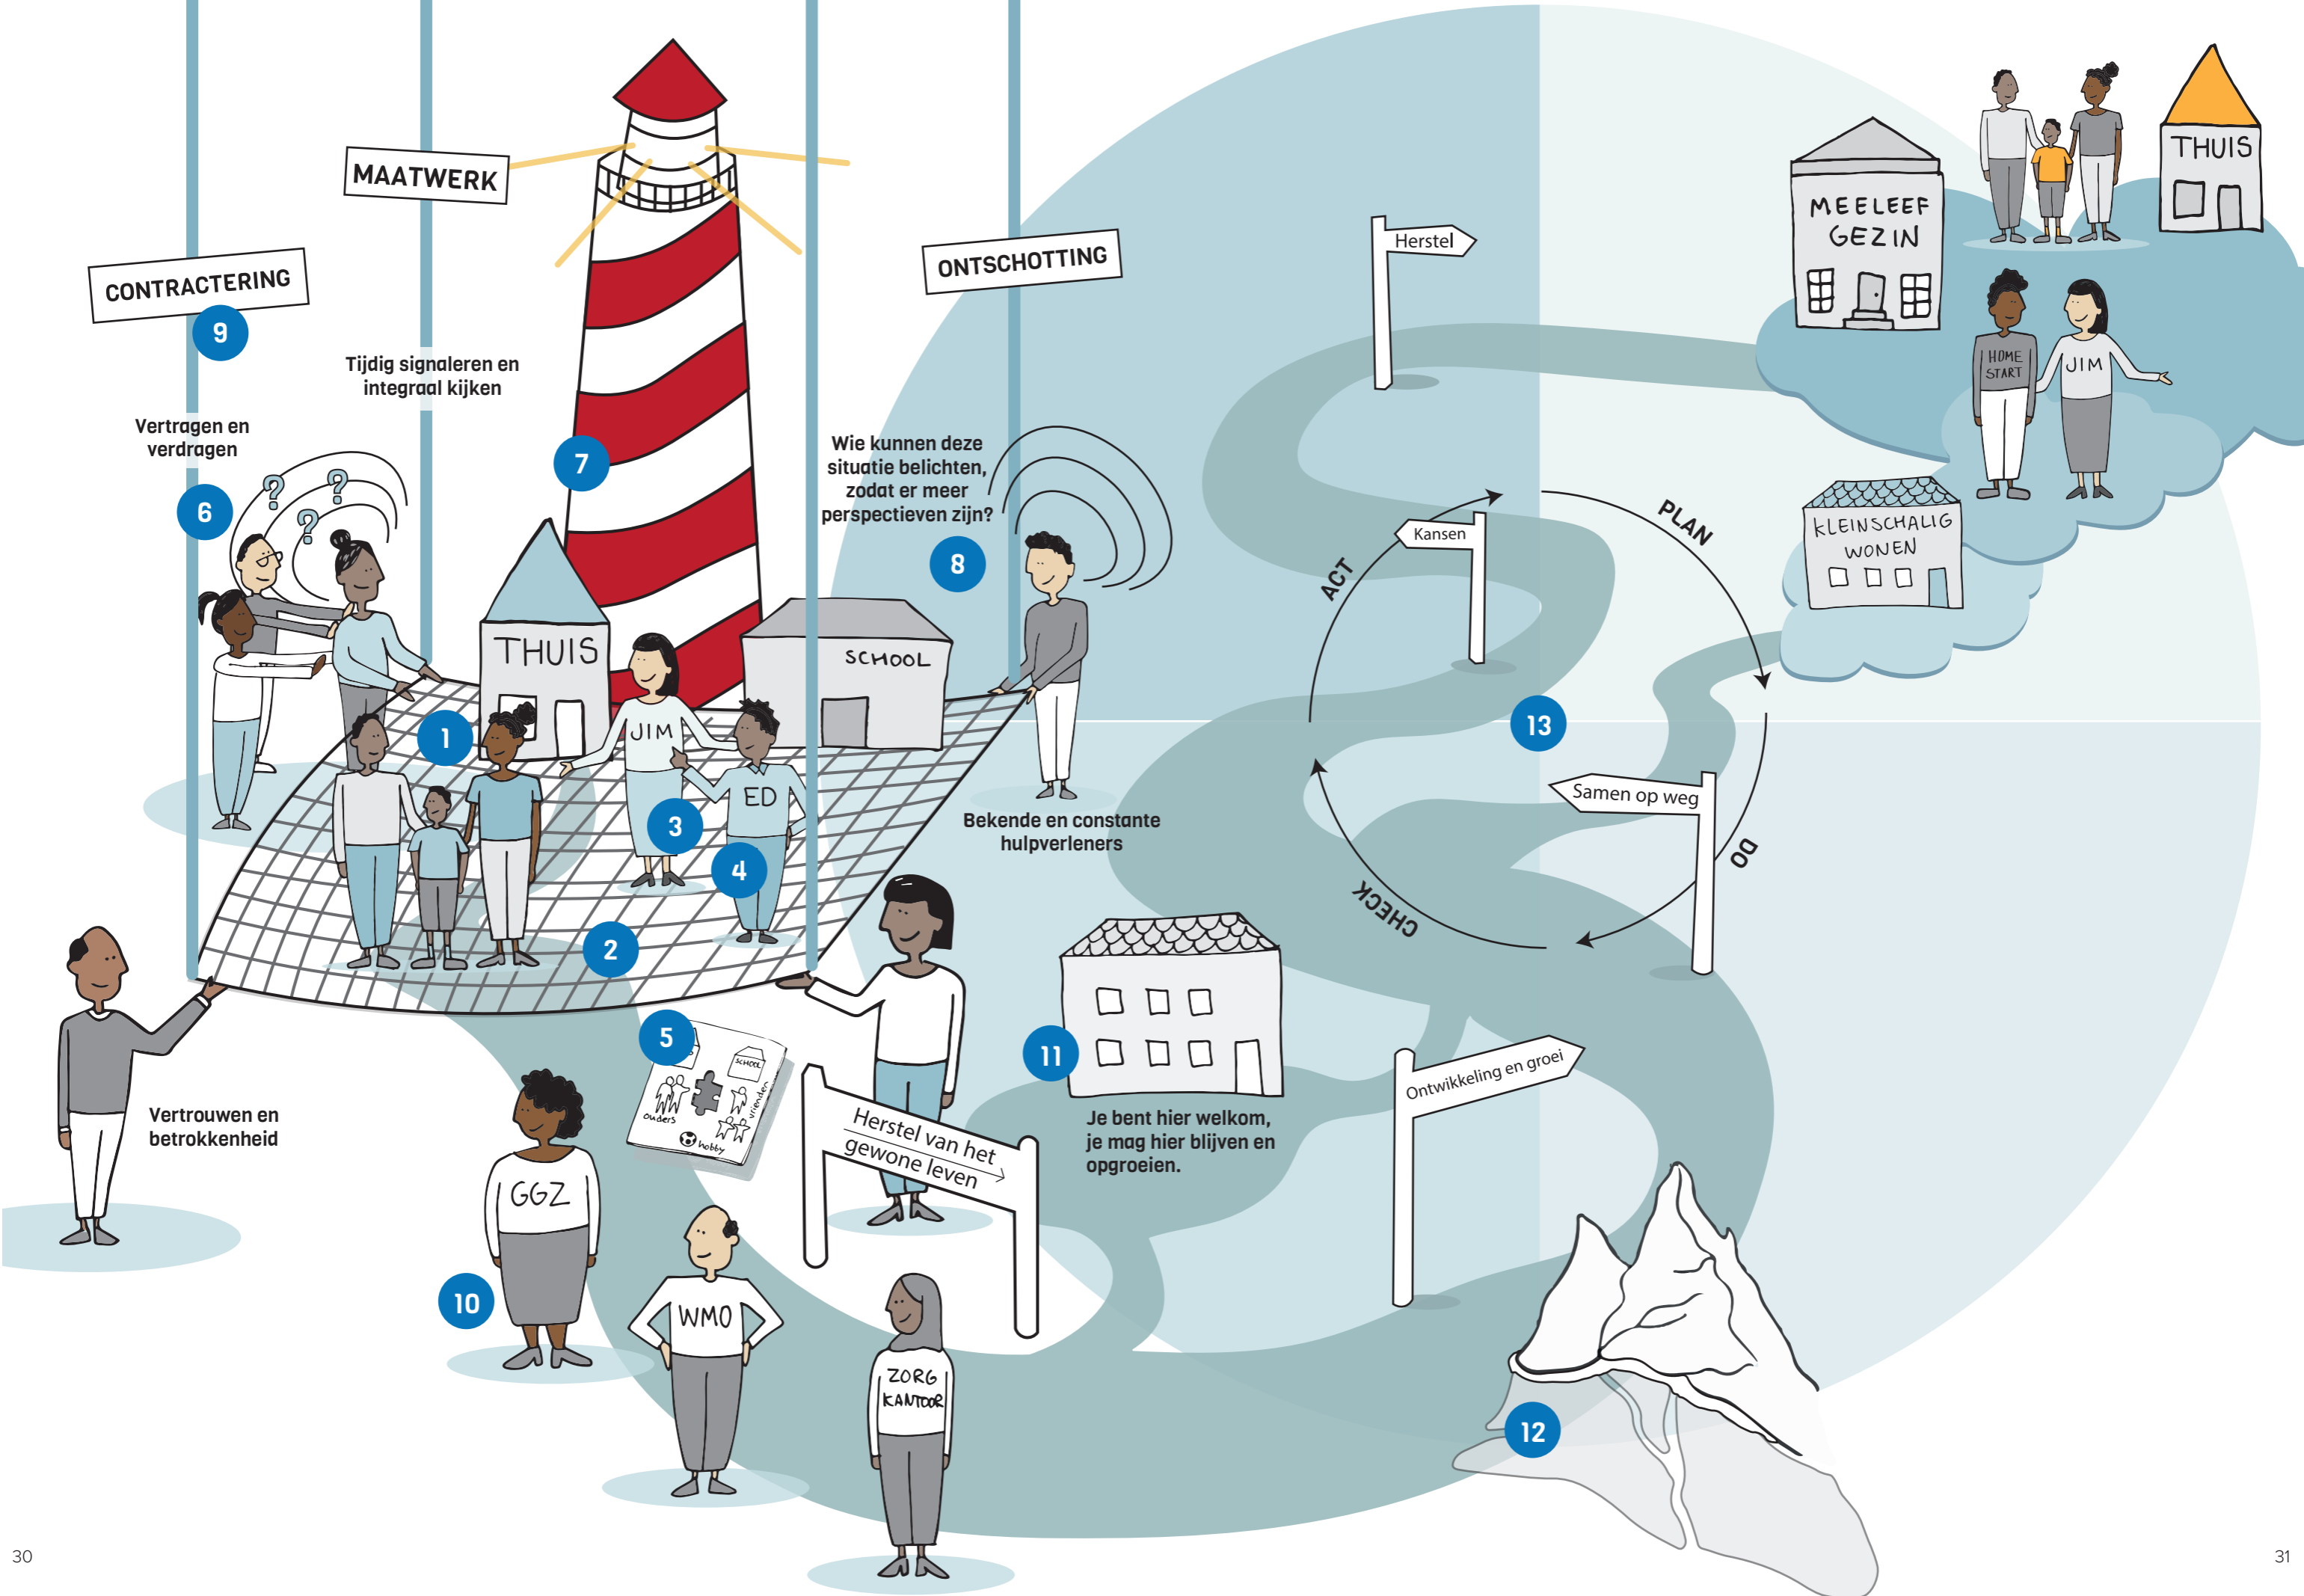 MAATWERK
CONTRACTERING
9
Tijdig signaleren en
integraal kijken
Vertragen en
verdragen
6
?
?
?
7
ONTSCHOTTING
Wie kunnen deze
situatie belichten,
zodat er meer
perspectieven zijn?
8
THUIS
SCHOOL
JIM
ED
1
2
3
4
Bekende en constante
hulpverleners
Vertrouwen en
betrokkenheid
5
SCHOOL
ouders
vrienden
hobby
Herstel van het
gewone leven
GGZ
10
WMO
ZORG
KANTOOR
11
Je bent hier welkom,
je mag hier blijven en
opgroeien.
Herstel
Kansen
ACT
PLAN
DO
CHECK
13
Samen op weg
Ontwikkeling en groei
12
MEELEEF
GEZIN
THUIS
HOME
START
JIM
KLEINSCHALIG
WONEN
30
31